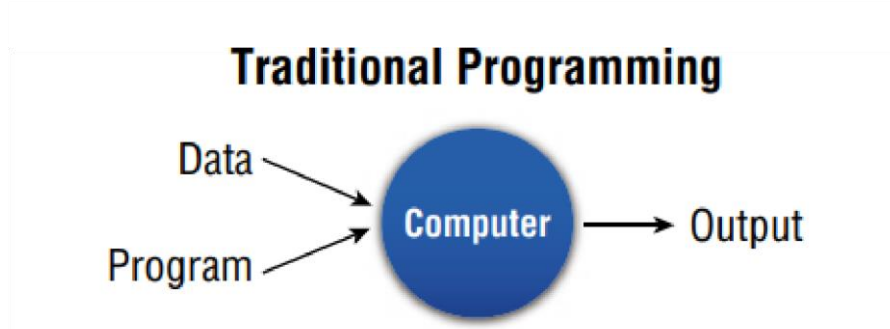 Traditional Programming
Data
Program
Computer
Output